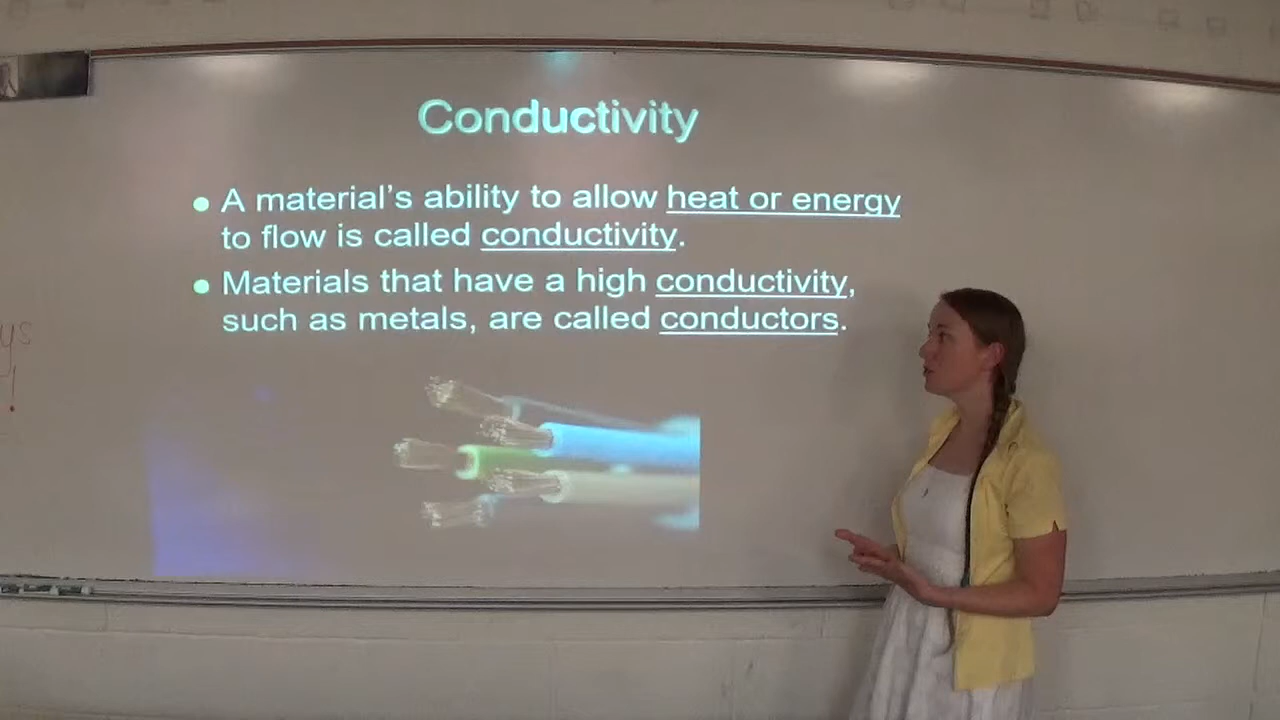 Conductivity
• A material's ability to allow heat or energy
to flow is called conductivity.
• Materials that have a high conductivity,
such as metals, are called conductors.